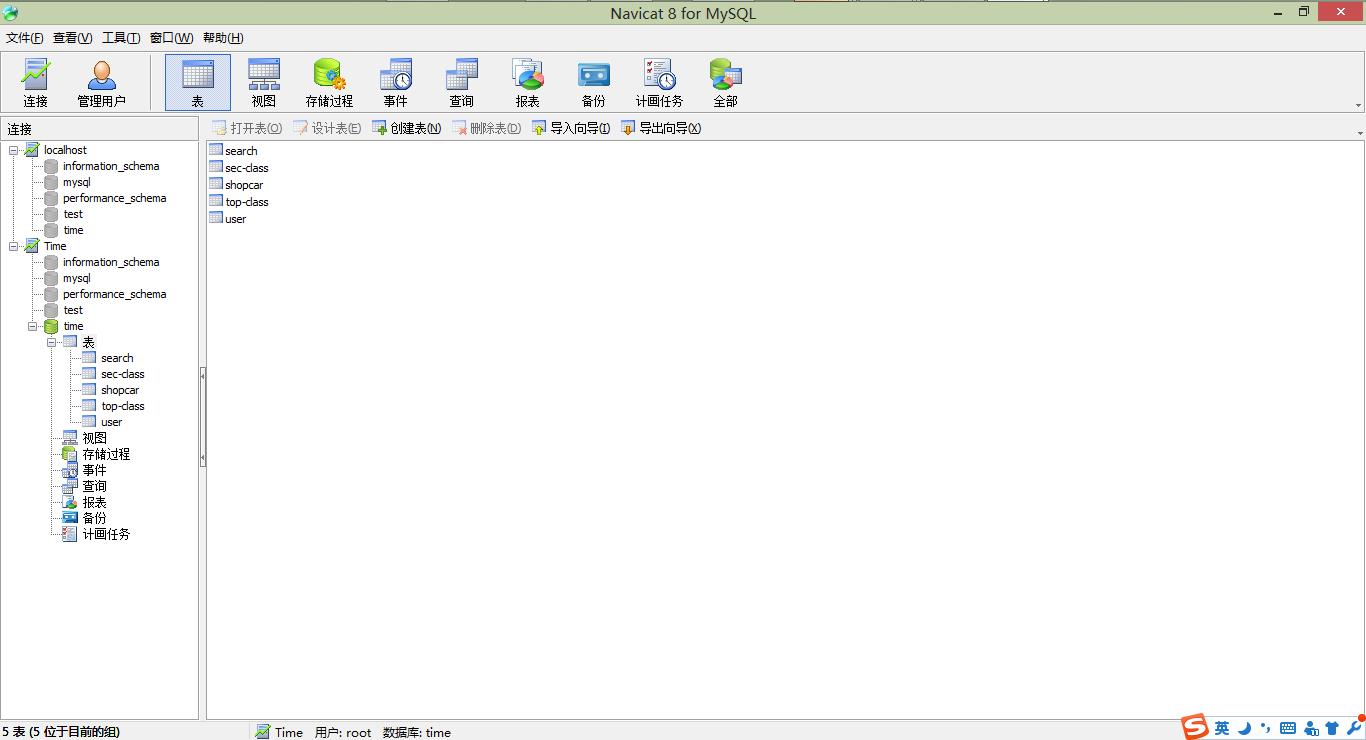 Navicat 8 for MySQL
文件(F) 查看(V) 工具(T) 窗口(W) 帮助(H)
连接 管理用户 表 视图 存储过程 事件 查询 报表 备份 计画任务 全部
连接
打开表(O) 设计表(E) 创建表(N) 删除表(D) 导入向导(I) 导出向导(X)
localhost
information_schema
mysql
performance_schema
test
time
Time
information_schema
mysql
performance_schema
test
time
表
search
sec-class
shopcar
top-class
user
视图
存储过程
事件
查询
报表
备份
计画任务
search
sec-class
shopcar
top-class
user
5 表 (5 位于目前的组) Time 用户: root 数据库: time
S 英